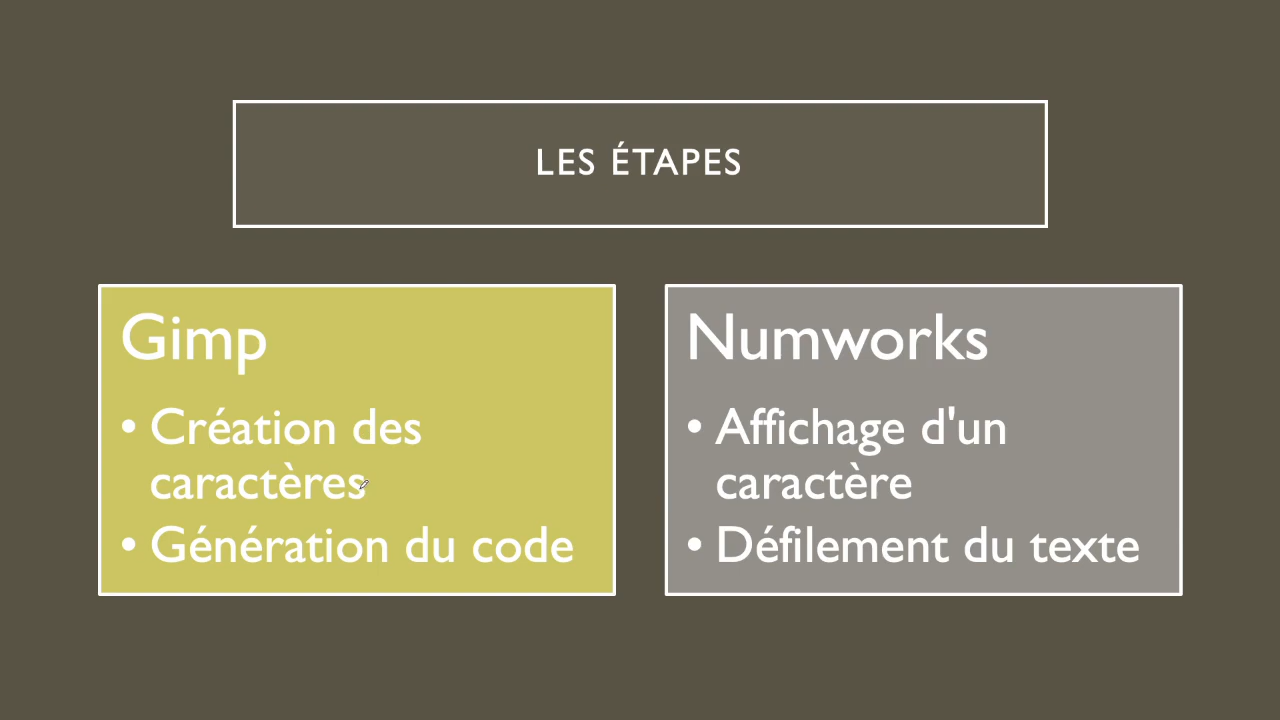 LES ÉTAPES
Gimp
• Création des
caractères
• Génération du code
Numworks
• Affichage d'un
caractère
• Défilement du texte